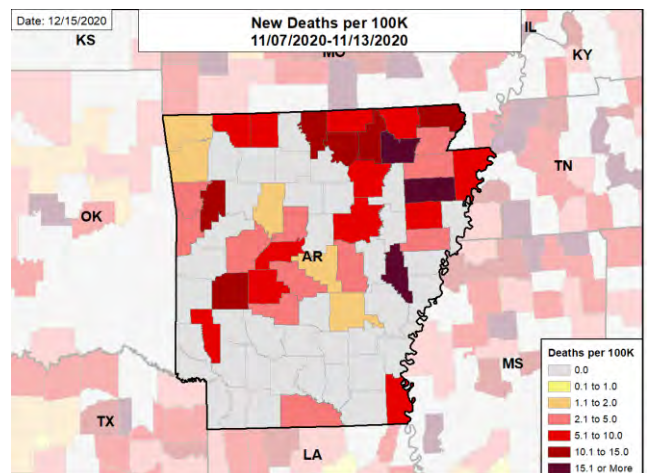 Date: 12/15/2020
New Deaths per 100K
11/07/2020-11/13/2020
KS
MO
IL
KY
TN
OK
AR
MS
TX
LA
Deaths per 100K
0.0
0.1 to 1.0
1.1 to 2.0
2.1 to 5.0
5.1 to 10.0
10.1 to 15.0
15.1 or More